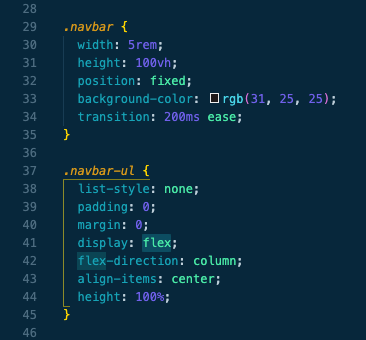 28
29 .navbar {
30 width: 5rem;
31 height: 100vh;
32 position: fixed;
33 background-color: rgb(31, 25, 25);
34 transition: 200ms ease;
35 }
36
37 .navbar-ul {
38 list-style: none;
39 padding: 0;
40 margin: 0;
41 display: flex;
42 flex-direction: column;
43 align-items: center;
44 height: 100%;
45 }
46